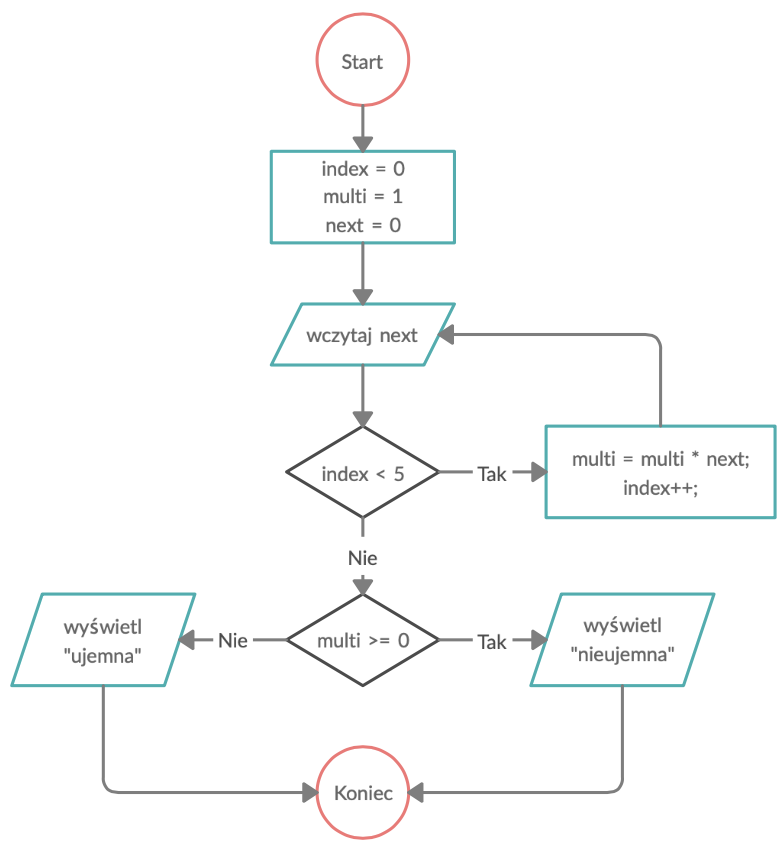 Start
index = 0
multi = 1
next = 0
wczytaj next
index < 5
Tak
multi = multi * next;
index++;
Nie
multi >= 0
Nie
wyświetl
"ujemna"
Tak
wyświetl
"nieujemna"
Koniec